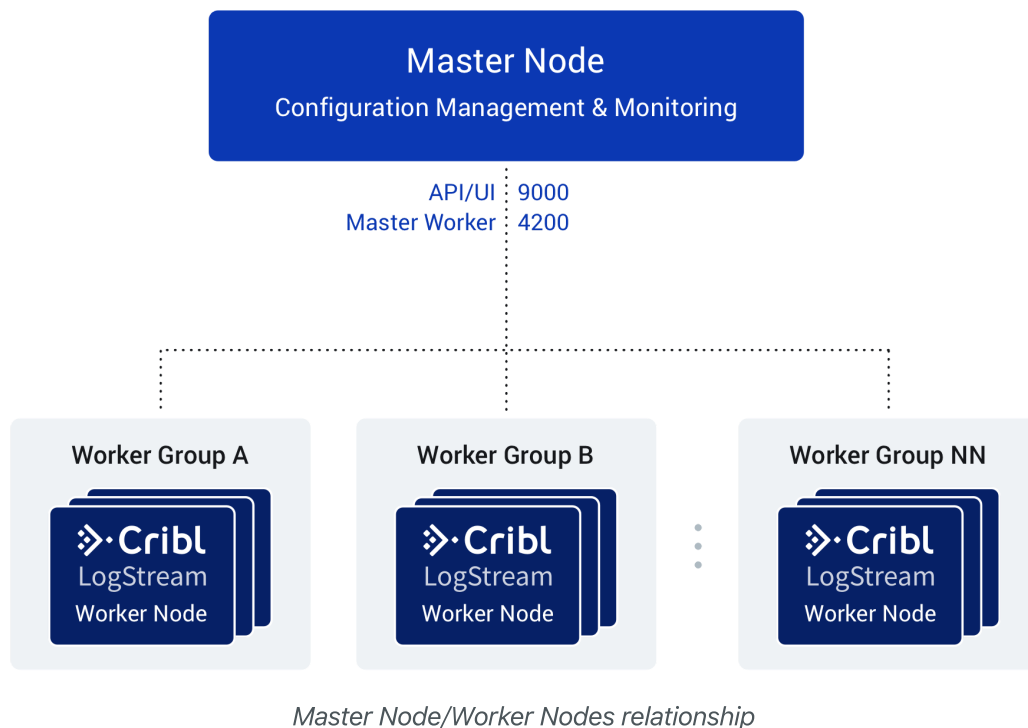 Master Node
Configuration Management & Monitoring
API/UI 9000
Master Worker 4200
Worker Group A
Cribl
LogStream
Worker Node
Worker Group B
Cribl
LogStream
Worker Node
Worker Group NN
Cribl
LogStream
Worker Node
Master Node/Worker Nodes relationship